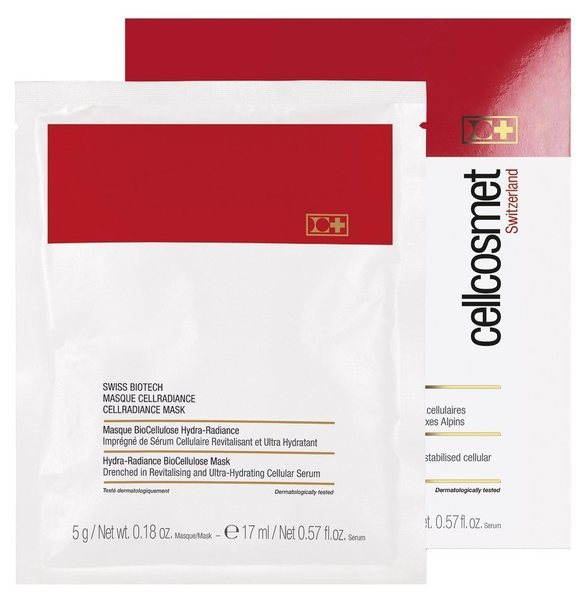 SWISS BIOTECH
MASQUE CELLRADIANCE
CELLRADIANCE MASK
Masque BioCellulose Hydra-Radiance
Imprégné de Sérum Cellulaire Revitalisant et Ultra Hydratant
Hydra-Radiance BioCellulose Mask
Drenched in Revitalising and Ultra-Hydrating Cellular Serum
Testé dermatologiquement Dermatologically tested
5 g / Net wt. 0.18 oz. Masque/Mask – ℮ 17 ml / Net 0.57 fl.oz. Serum
cellcosmet
Switzerland
cellulaires
xes Alpins
stabilised cellular
Dermatologically tested
t. 0.57 fl.oz. Serum